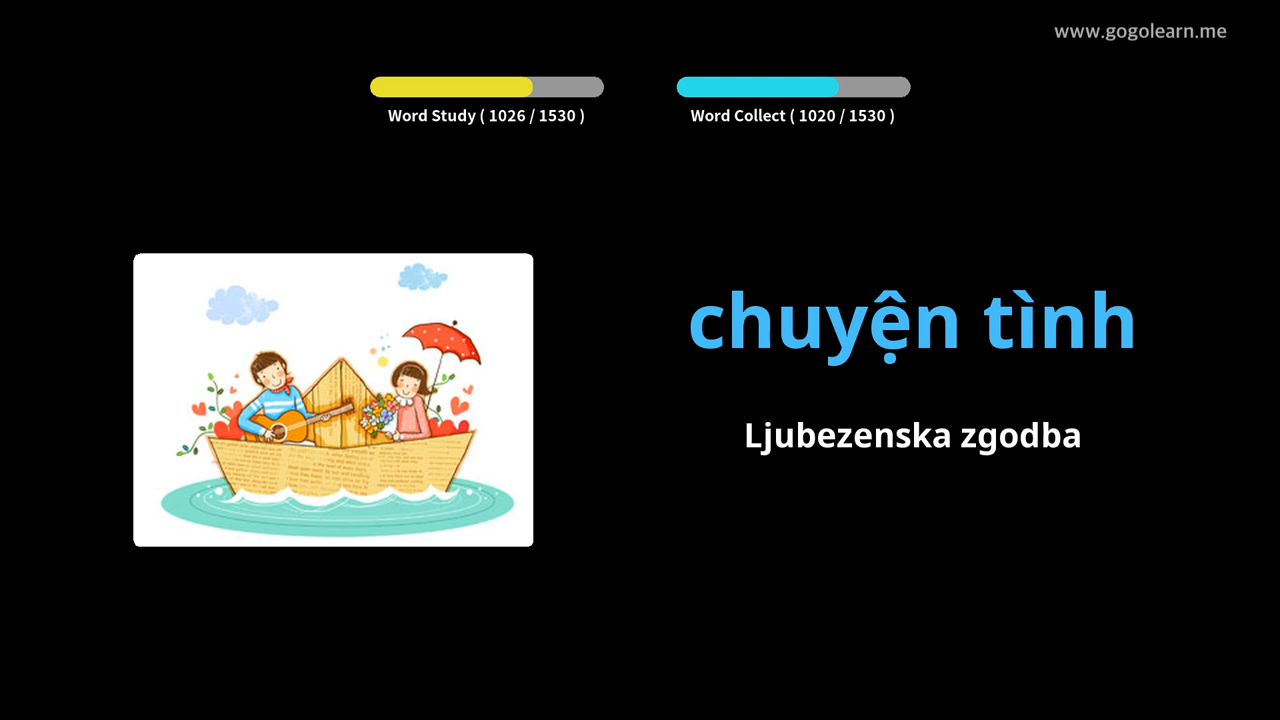 www.gogolearn.me
Word Study ( 1026 / 1530 )
Word Collect ( 1020 / 1530 )
chuyện tình
Ljubezenska zgodba